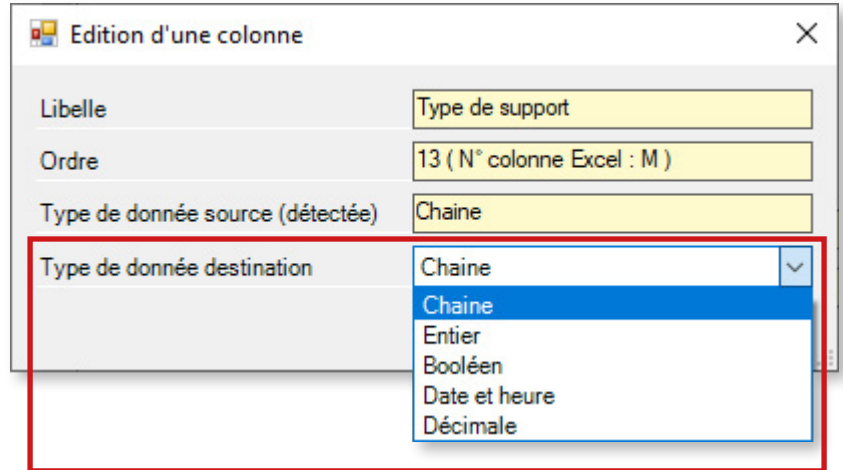 Edition d'une colonne
Libelle Type de support
Ordre 13 ( N° colonne Excel : M )
Type de donnée source (détectée) Chaine
Type de donnée destination Chaine
Chaine
Entier
Booléen
Date et heure
Décimale